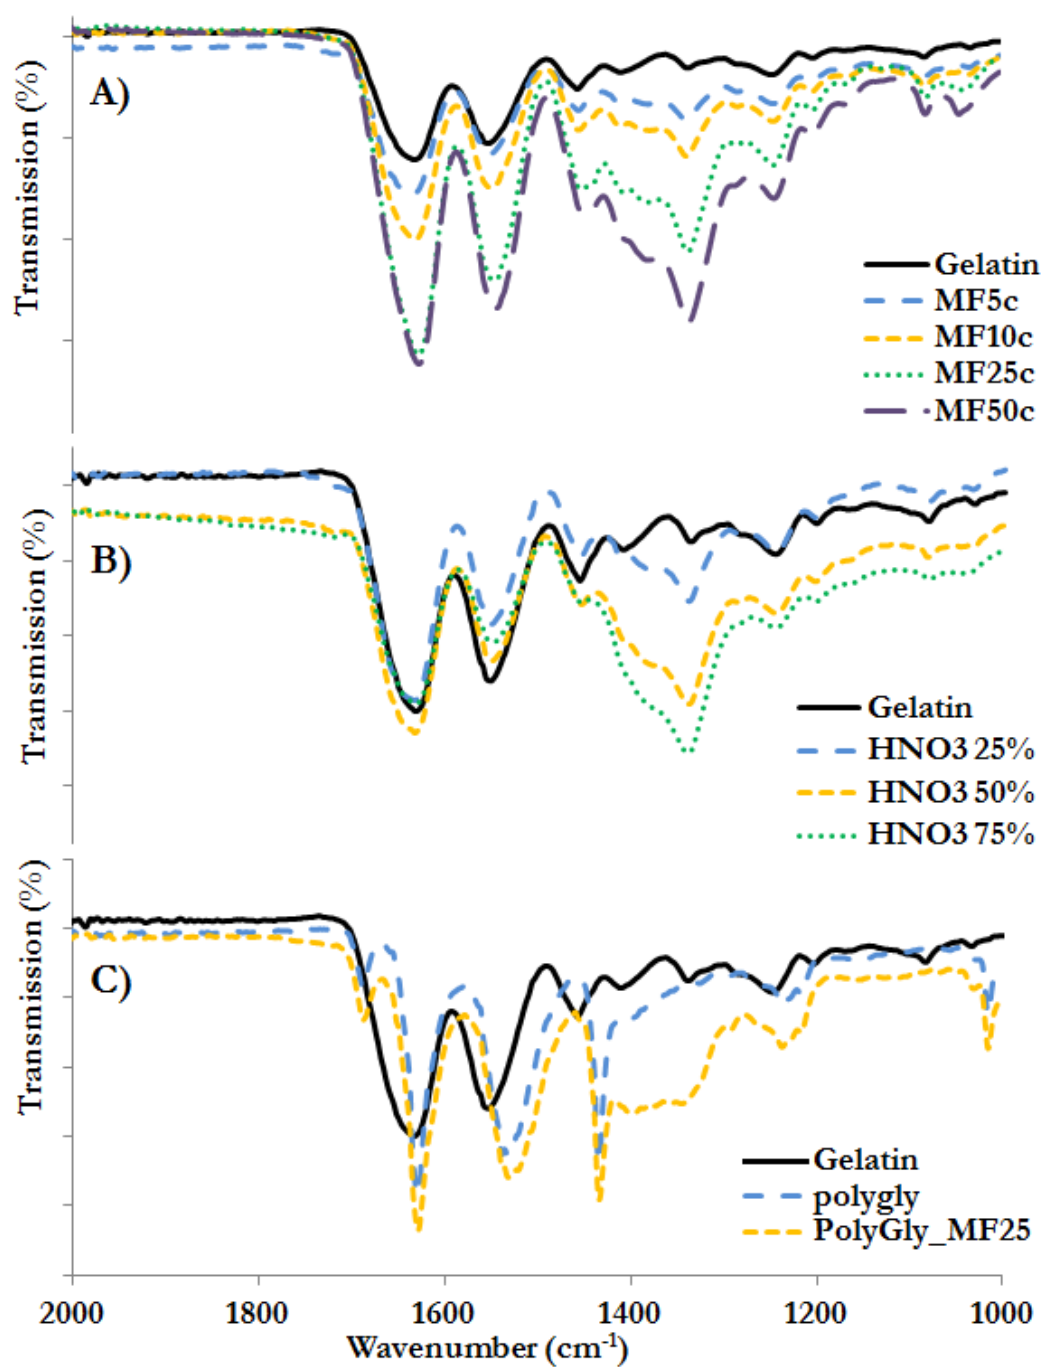 Transmission (%)
A)
Gelatin
MF5c
MF10c
MF25c
MF50c
Transmission (%)
B)
Gelatin
HNO3 25%
HNO3 50%
HNO3 75%
Transmission (%)
C)
Gelatin
polygly
PolyGly_MF25
2000 1800 1600 1400 1200 1000
Wavenumber (cm⁻¹)